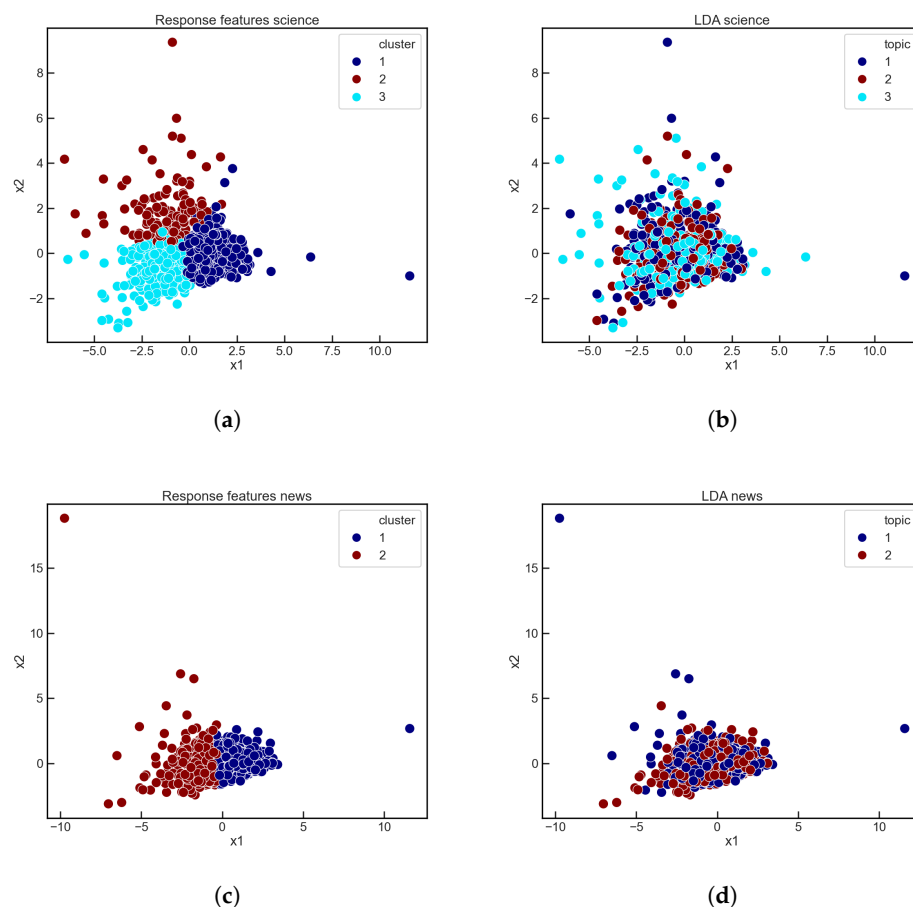 Response features science
cluster
1
2
3
8
6
4
2
0
−2
x2
−5.0 −2.5 0.0 2.5 5.0 7.5 10.0
x1
(a)
LDA science
topic
1
2
3
8
6
4
2
0
−2
x2
−5.0 −2.5 0.0 2.5 5.0 7.5 10.0
x1
(b)
Response features news
cluster
1
2
15
10
5
0
x2
−10 −5 0 5 10
x1
(c)
LDA news
topic
1
2
15
10
5
0
x2
−10 −5 0 5 10
x1
(d)